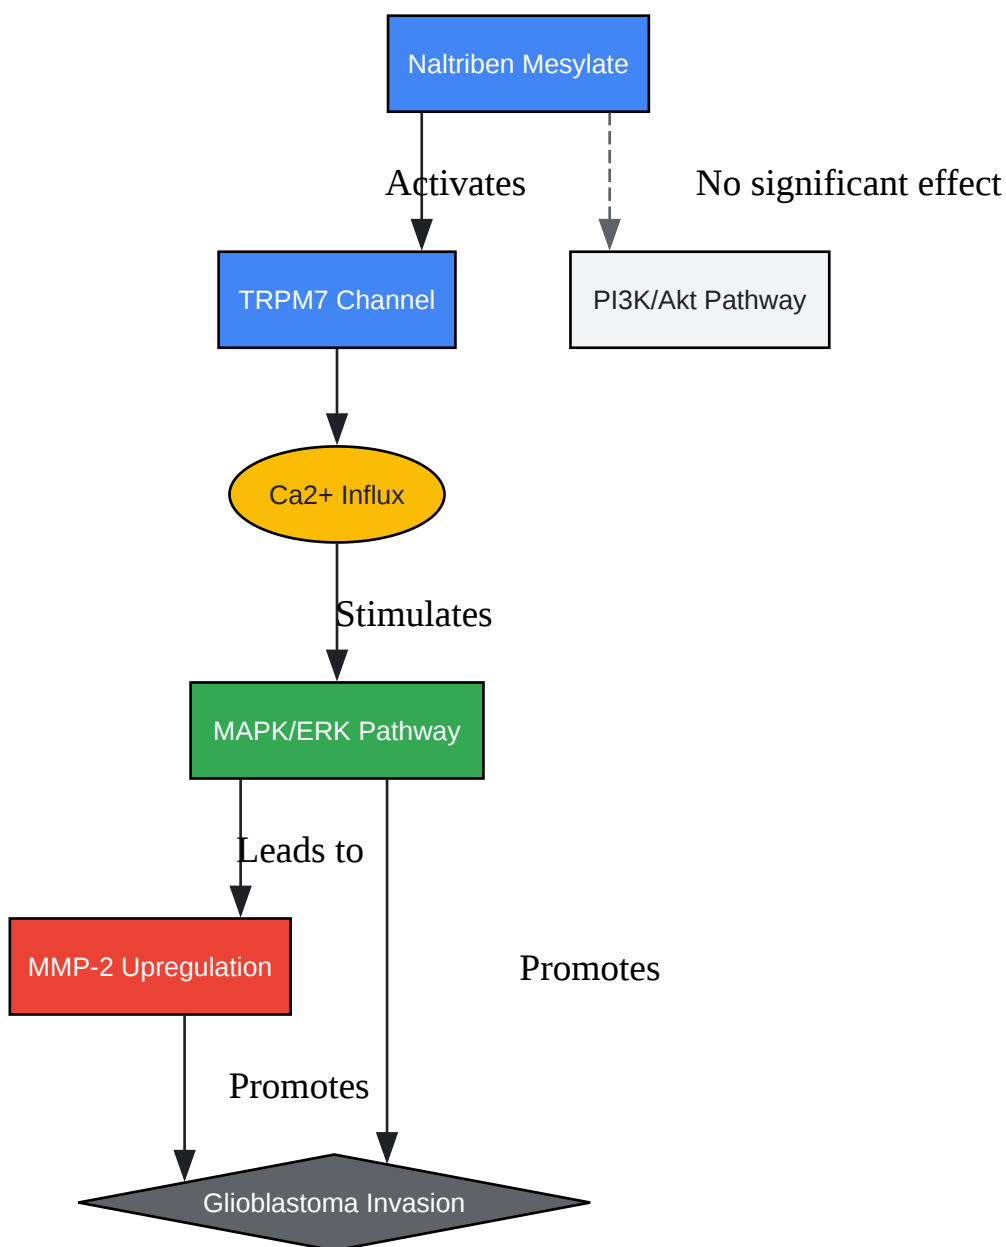 Naltriben Mesylate
Activates
No significant effect
TRPM7 Channel
PI3K/Akt Pathway
Ca2+ Influx
Stimulates
MAPK/ERK Pathway
Leads to
MMP-2 Upregulation
Promotes
Promotes
Glioblastoma Invasion